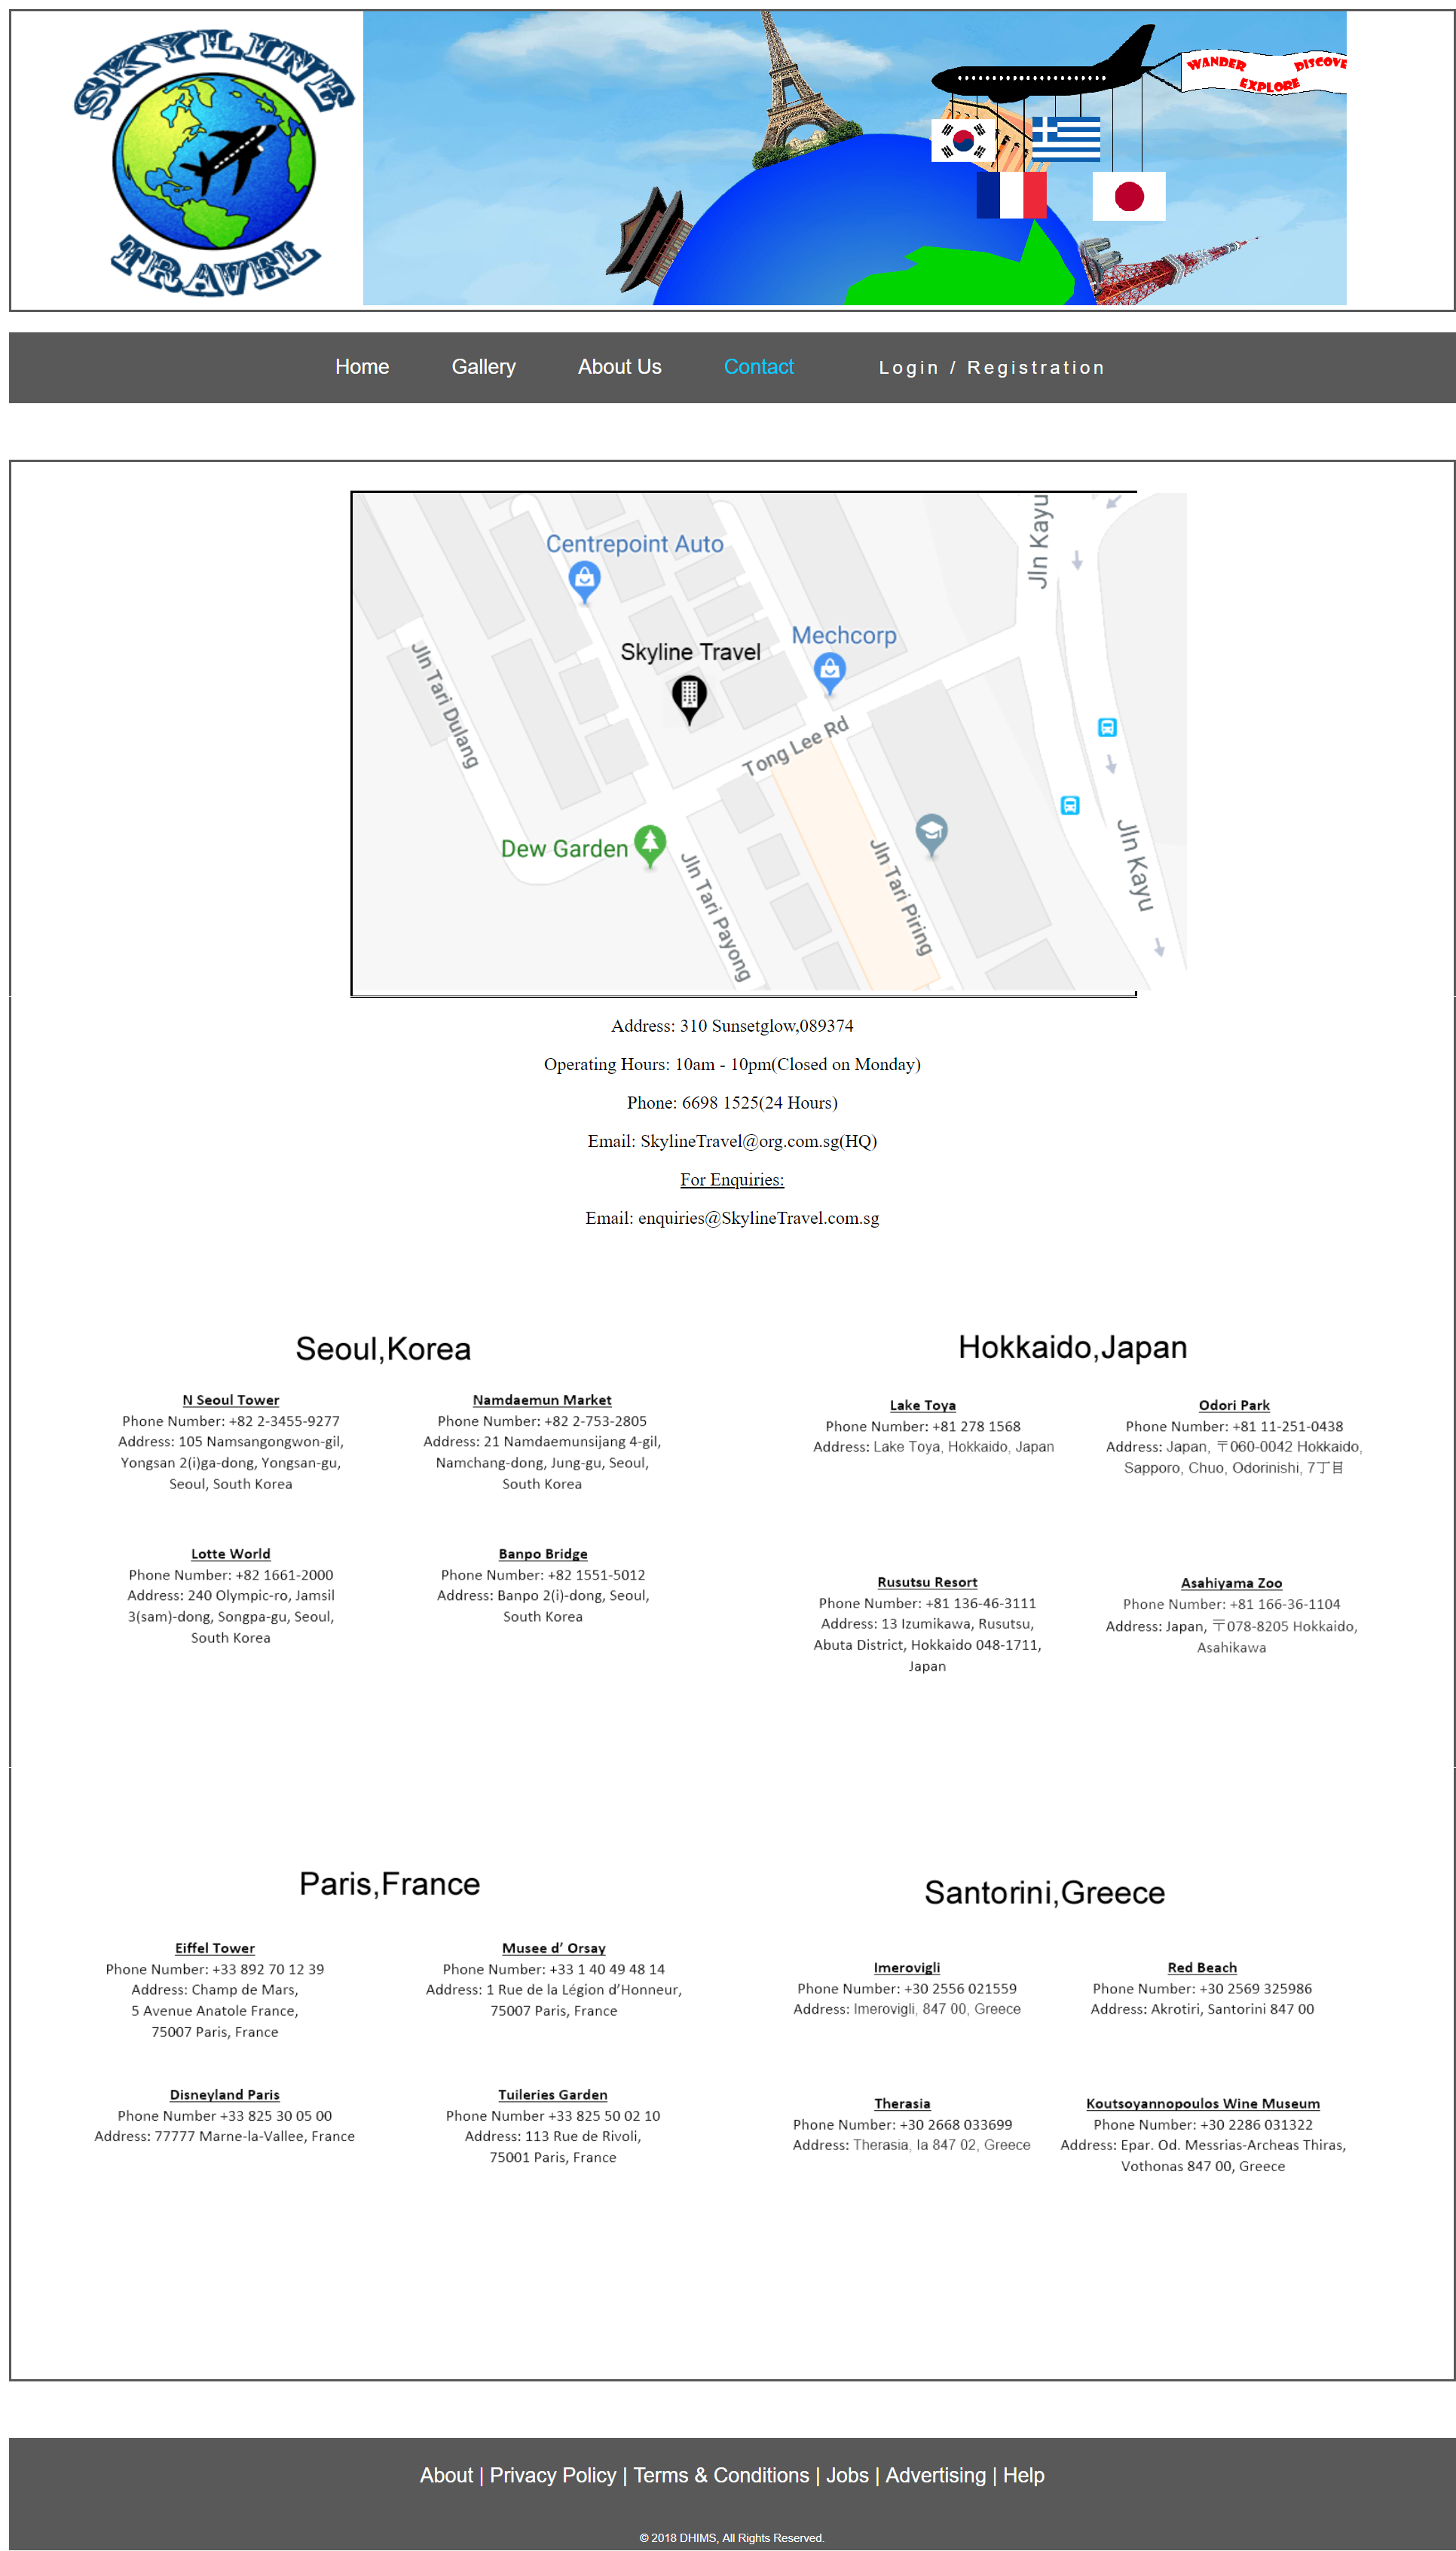 SKYLINE
TRAVEL
WANDER
EXPLORE
DISCOVE
Home
Gallery
About Us
Contact
Login / Registration
Centrepoint Auto
Jln Kayu
Mechcorp
Skyline Travel
Jln Tari Dulang
Tong Lee Rd
Dew Garden
Jln Tari Payong
Jln Tari Piring
Jln Kayu
Address: 310 Sunsetglow,089374
Operating Hours: 10am - 10pm(Closed on Monday)
Phone: 6698 1525(24 Hours)
Email: SkylineTravel@org.com.sg(HQ)
For Enquiries:
Email: enquiries@SkylineTravel.com.sg
Seoul,Korea
N Seoul Tower
Phone Number: +82 2-3455-9277
Address: 105 Namsangongwon-gil,
Yongsan 2(i)ga-dong, Yongsan-gu,
Seoul, South Korea
Namdaemun Market
Phone Number: +82 2-753-2805
Address: 21 Namdaemunsijang 4-gil,
Namchang-dong, Jung-gu, Seoul,
South Korea
Lotte World
Phone Number: +82 1661-2000
Address: 240 Olympic-ro, Jamsil
3(sam)-dong, Songpa-gu, Seoul,
South Korea
Banpo Bridge
Phone Number: +82 1551-5012
Address: Banpo 2(i)-dong, Seoul,
South Korea
Hokkaido,Japan
Lake Toya
Phone Number: +81 278 1568
Address: Lake Toya, Hokkaido, Japan
Odori Park
Phone Number: +81 11-251-0438
Address: Japan, 〒060-0042 Hokkaido,
Sapporo, Chuo, Odorinishi, 7丁目
Rusutsu Resort
Phone Number: +81 136-46-3111
Address: 13 Izumikawa, Rusutsu,
Abuta District, Hokkaido 048-1711,
Japan
Asahiyama Zoo
Phone Number: +81 166-36-1104
Address: Japan, 〒078-8205 Hokkaido,
Asahikawa
Paris,France
Eiffel Tower
Phone Number: +33 892 70 12 39
Address: Champ de Mars,
5 Avenue Anatole France,
75007 Paris, France
Musee d' Orsay
Phone Number: +33 1 40 49 48 14
Address: 1 Rue de la Légion d'Honneur,
75007 Paris, France
Disneyland Paris
Phone Number +33 825 30 05 00
Address: 77777 Marne-la-Vallee, France
Tuileries Garden
Phone Number +33 825 50 02 10
Address: 113 Rue de Rivoli,
75001 Paris, France
Santorini,Greece
Imerovigli
Phone Number: +30 2556 021559
Address: Imerovigli, 847 00, Greece
Red Beach
Phone Number: +30 2569 325986
Address: Akrotiri, Santorini 847 00
Therasia
Phone Number: +30 2668 033699
Address: Therasia, Ia 847 02, Greece
Koutsoyannopoulos Wine Museum
Phone Number: +30 2286 031322
Address: Epar. Od. Messrias-Archeas Thiras,
Vothonas 847 00, Greece
About | Privacy Policy | Terms & Conditions | Jobs | Advertising | Help
© 2018 DHIMS, All Rights Reserved.